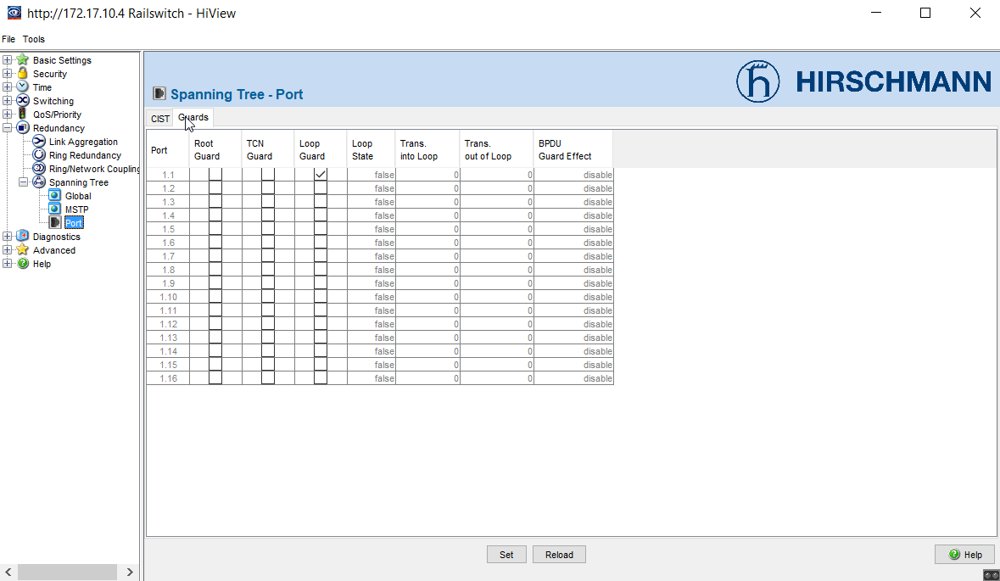 http://172.17.10.4 Railswitch - HiView
File Tools
Basic Settings
Security
Time
Switching
QoS/Priority
Redundancy
Link Aggregation
Ring Redundancy
Ring/Network Coupling
Spanning Tree
Global
MSTP
Port
Diagnostics
Advanced
Help
HIRSCHMANN
Spanning Tree - Port
CIST Guards
Port Root Guard TCN Guard Loop Guard Loop State Trans. into Loop Trans. out of Loop BPDU Guard Effect
1.1 false 0 0 disable
1.2 false 0 0 disable
1.3 false 0 0 disable
1.4 false 0 0 disable
1.5 false 0 0 disable
1.6 false 0 0 disable
1.7 false 0 0 disable
1.8 false 0 0 disable
1.9 false 0 0 disable
1.10 false 0 0 disable
1.11 false 0 0 disable
1.12 false 0 0 disable
1.13 false 0 0 disable
1.14 false 0 0 disable
1.15 false 0 0 disable
1.16 false 0 0 disable
Set Reload Help